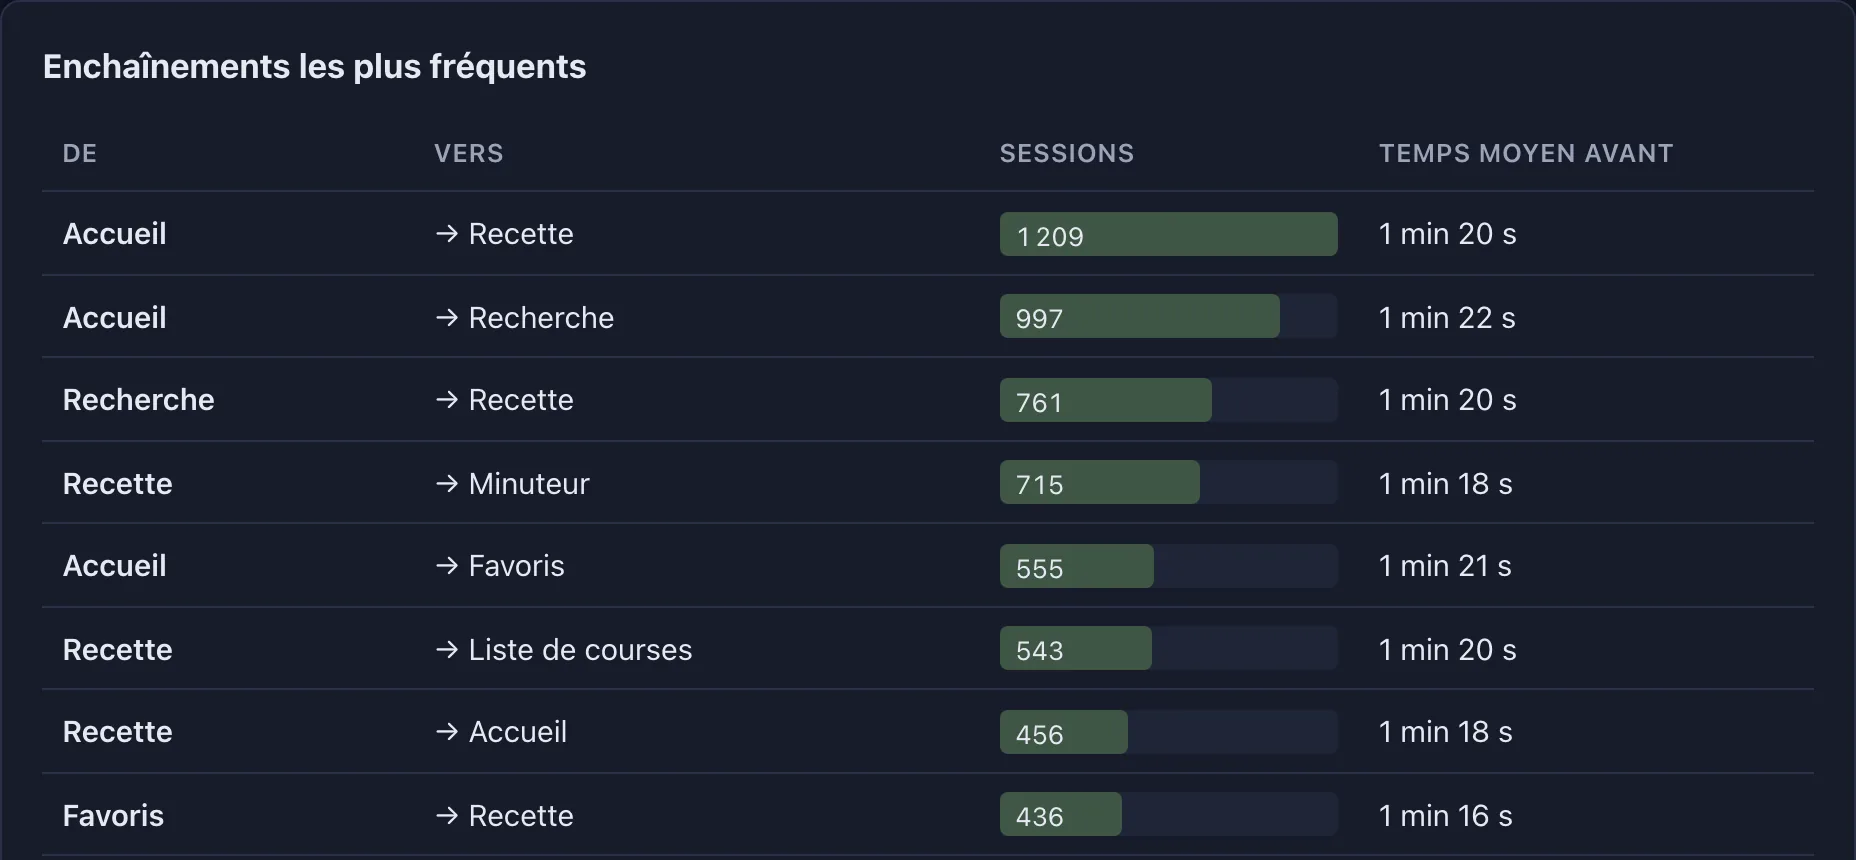 Enchaînements les plus fréquents
DE VERS SESSIONS TEMPS MOYEN AVANT
Accueil → Recette 1 209 1 min 20 s
Accueil → Recherche 997 1 min 22 s
Recherche → Recette 761 1 min 20 s
Recette → Minuteur 715 1 min 18 s
Accueil → Favoris 555 1 min 21 s
Recette → Liste de courses 543 1 min 20 s
Recette → Accueil 456 1 min 18 s
Favoris → Recette 436 1 min 16 s